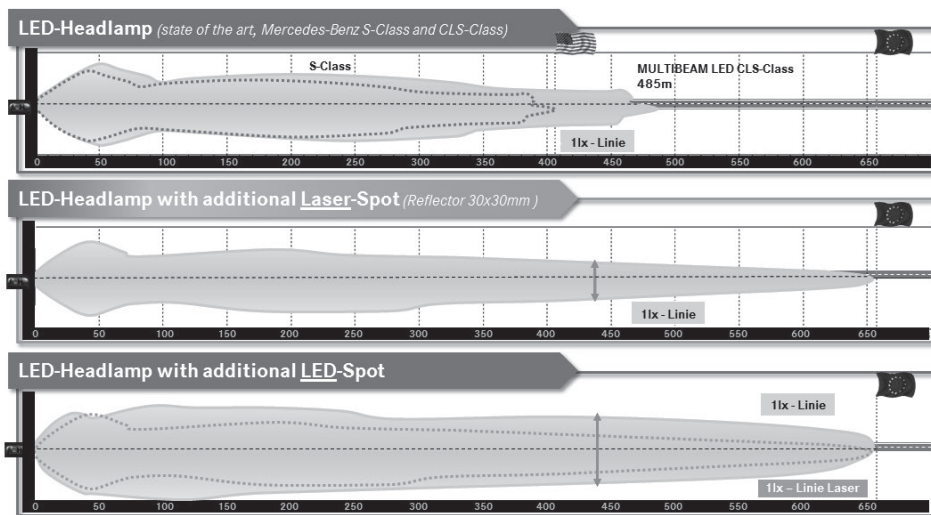 LED-Headlamp (state of the art, Mercedes-Benz S-Class and CLS-Class)
S-Class
MULTIBEAM LED CLS-Class
485m
1lx - Linie
0 50 100 150 200 250 300 350 400 450 500 550 600 650
LED-Headlamp with additional Laser-Spot (Reflector 30x30mm )
1lx - Linie
0 50 100 150 200 250 300 350 400 450 500 550 600 650
LED-Headlamp with additional LED-Spot
1lx - Linie
1lx – Linie Laser
0 50 100 150 200 250 300 350 400 450 500 550 600 650